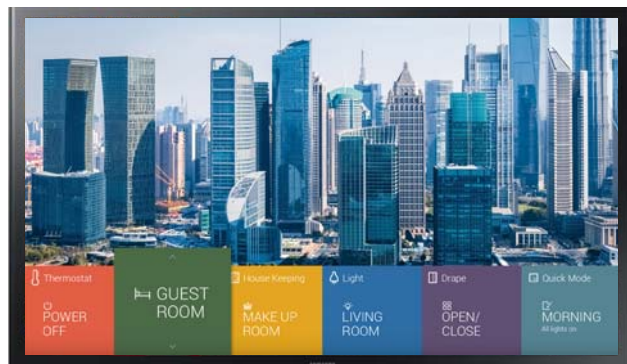 Thermostat
POWER
OFF
GUEST
ROOM
House Keeping
MAKE UP
ROOM
Light
LIVING
ROOM
Drape
OPEN/
CLOSE
Quick Mode
MORNING
All lights on